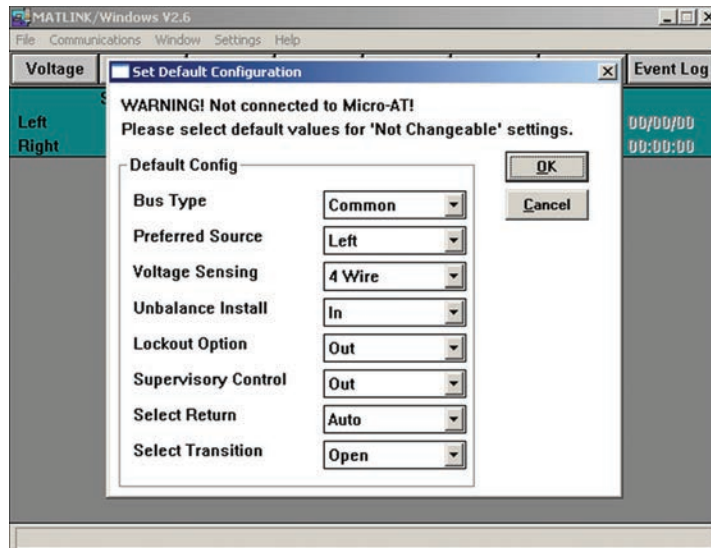 MATLINK/Windows V2.6
File Communications Window Settings Help
Voltage
Event Log
Set Default Configuration
WARNING! Not connected to Micro-AT!
Please select default values for 'Not Changeable' settings.
Left
Right
00/00/00
00:00:00
Default Config
OK
Cancel
Bus Type Common
Preferred Source Left
Voltage Sensing 4 Wire
Unbalance Install In
Lockout Option Out
Supervisory Control Out
Select Return Auto
Select Transition Open